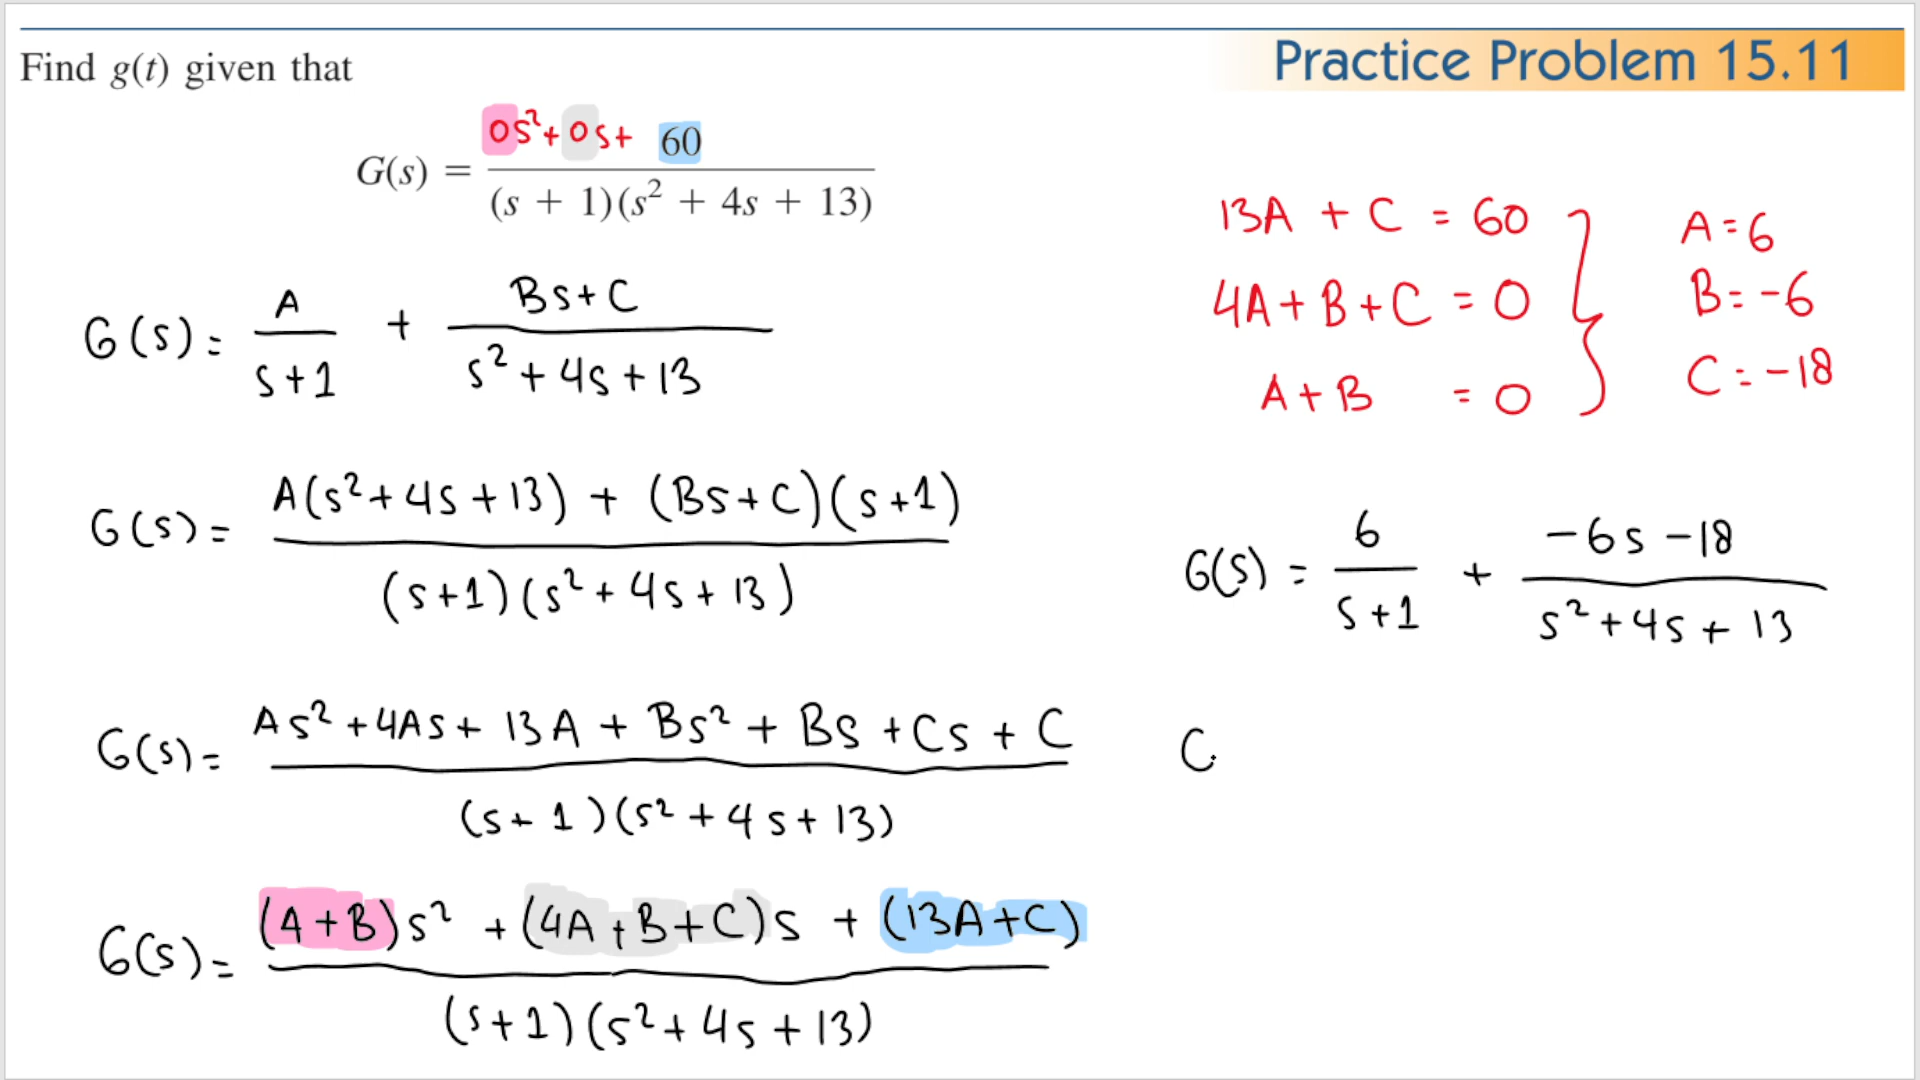 Find g(t) given that
Practice Problem 15.11
G(s) = (0s² + 0s + 60) / ((s + 1)(s² + 4s + 13))
G(s) = A/(s+1) + (Bs+C)/(s²+4s+13)
G(s) = (A(s²+4s+13) + (Bs+C)(s+1)) / ((s+1)(s²+4s+13))
G(s) = (As²+4As+13A+Bs²+Bs+Cs+C) / ((s+1)(s²+4s+13))
G(s) = ((A+B)s² + (4A+B+C)s + (13A+C)) / ((s+1)(s²+4s+13))
13A + C = 60
4A + B + C = 0
A + B = 0
A = 6
B = -6
C = -18
G(s) = 6/(s+1) + (-6s-18)/(s²+4s+13)
C